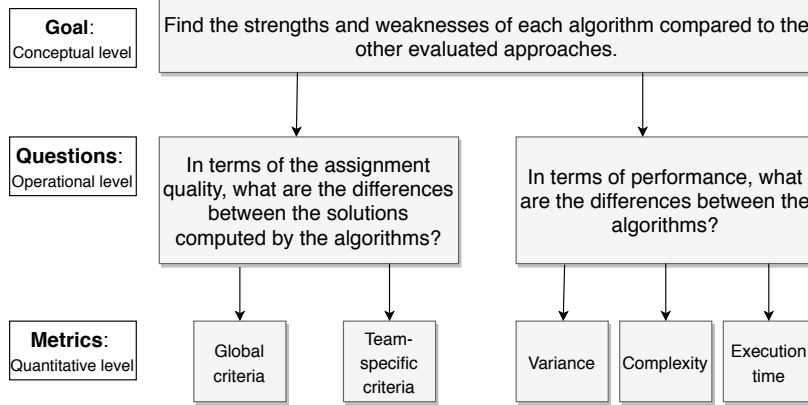 Goal:
Conceptual level
Find the strengths and weaknesses of each algorithm compared to the
other evaluated approaches.
Questions:
Operational level
In terms of the assignment
quality, what are the differences
between the solutions
computed by the algorithms?
In terms of performance, what
are the differences between the
algorithms?
Metrics:
Quantitative level
Global
criteria
Team-
specific
criteria
Variance
Complexity
Execution
time